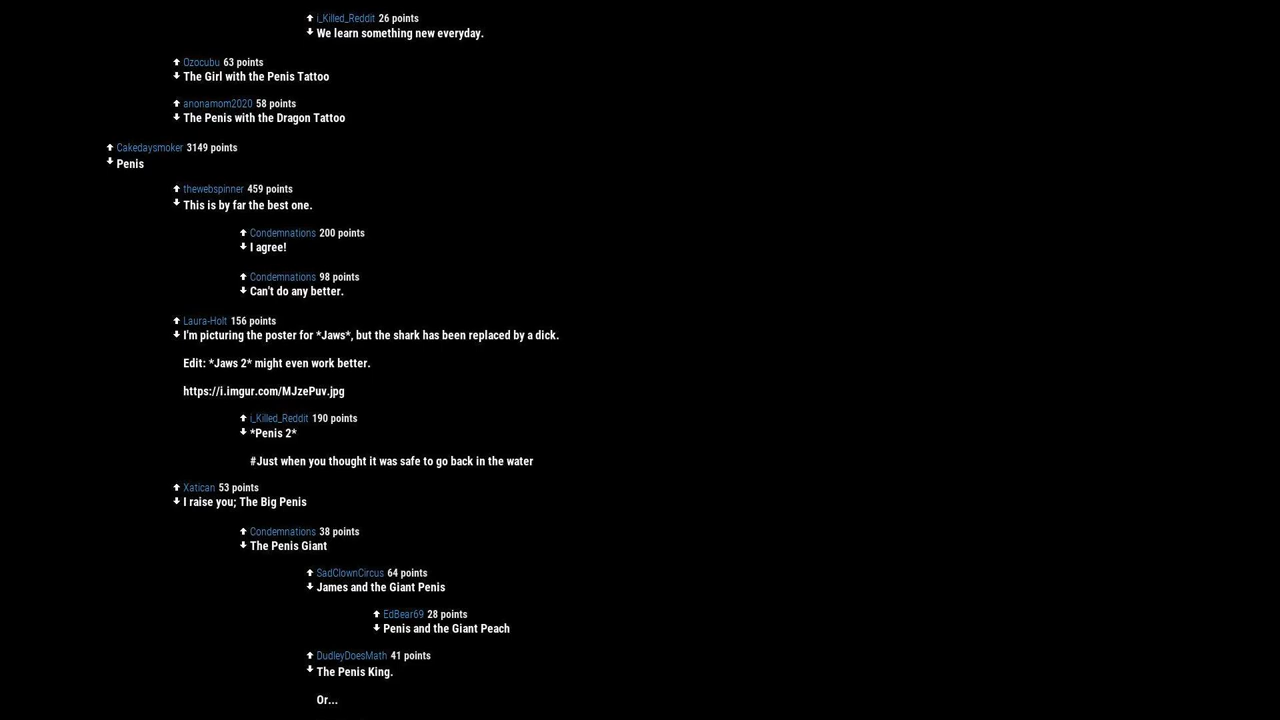 i_Killed_Reddit 26 points
We learn something new everyday.
Ozocubu 63 points
The Girl with the Penis Tattoo
anonamom2020 58 points
The Penis with the Dragon Tattoo
Cakedaysmoker 3149 points
Penis
thewebspinner 459 points
This is by far the best one.
Condemnations 200 points
I agree!
Condemnations 98 points
Can't do any better.
Laura-Holt 156 points
I'm picturing the poster for *Jaws*, but the shark has been replaced by a dick.
Edit: *Jaws 2* might even work better.
https://i.imgur.com/MJzePuv.jpg
i_Killed_Reddit 190 points
*Penis 2*
#Just when you thought it was safe to go back in the water
Xatican 53 points
I raise you; The Big Penis
Condemnations 38 points
The Penis Giant
SadClownCircus 64 points
James and the Giant Penis
EdBear69 28 points
Penis and the Giant Peach
DudleyDoesMath 41 points
The Penis King.
Or...